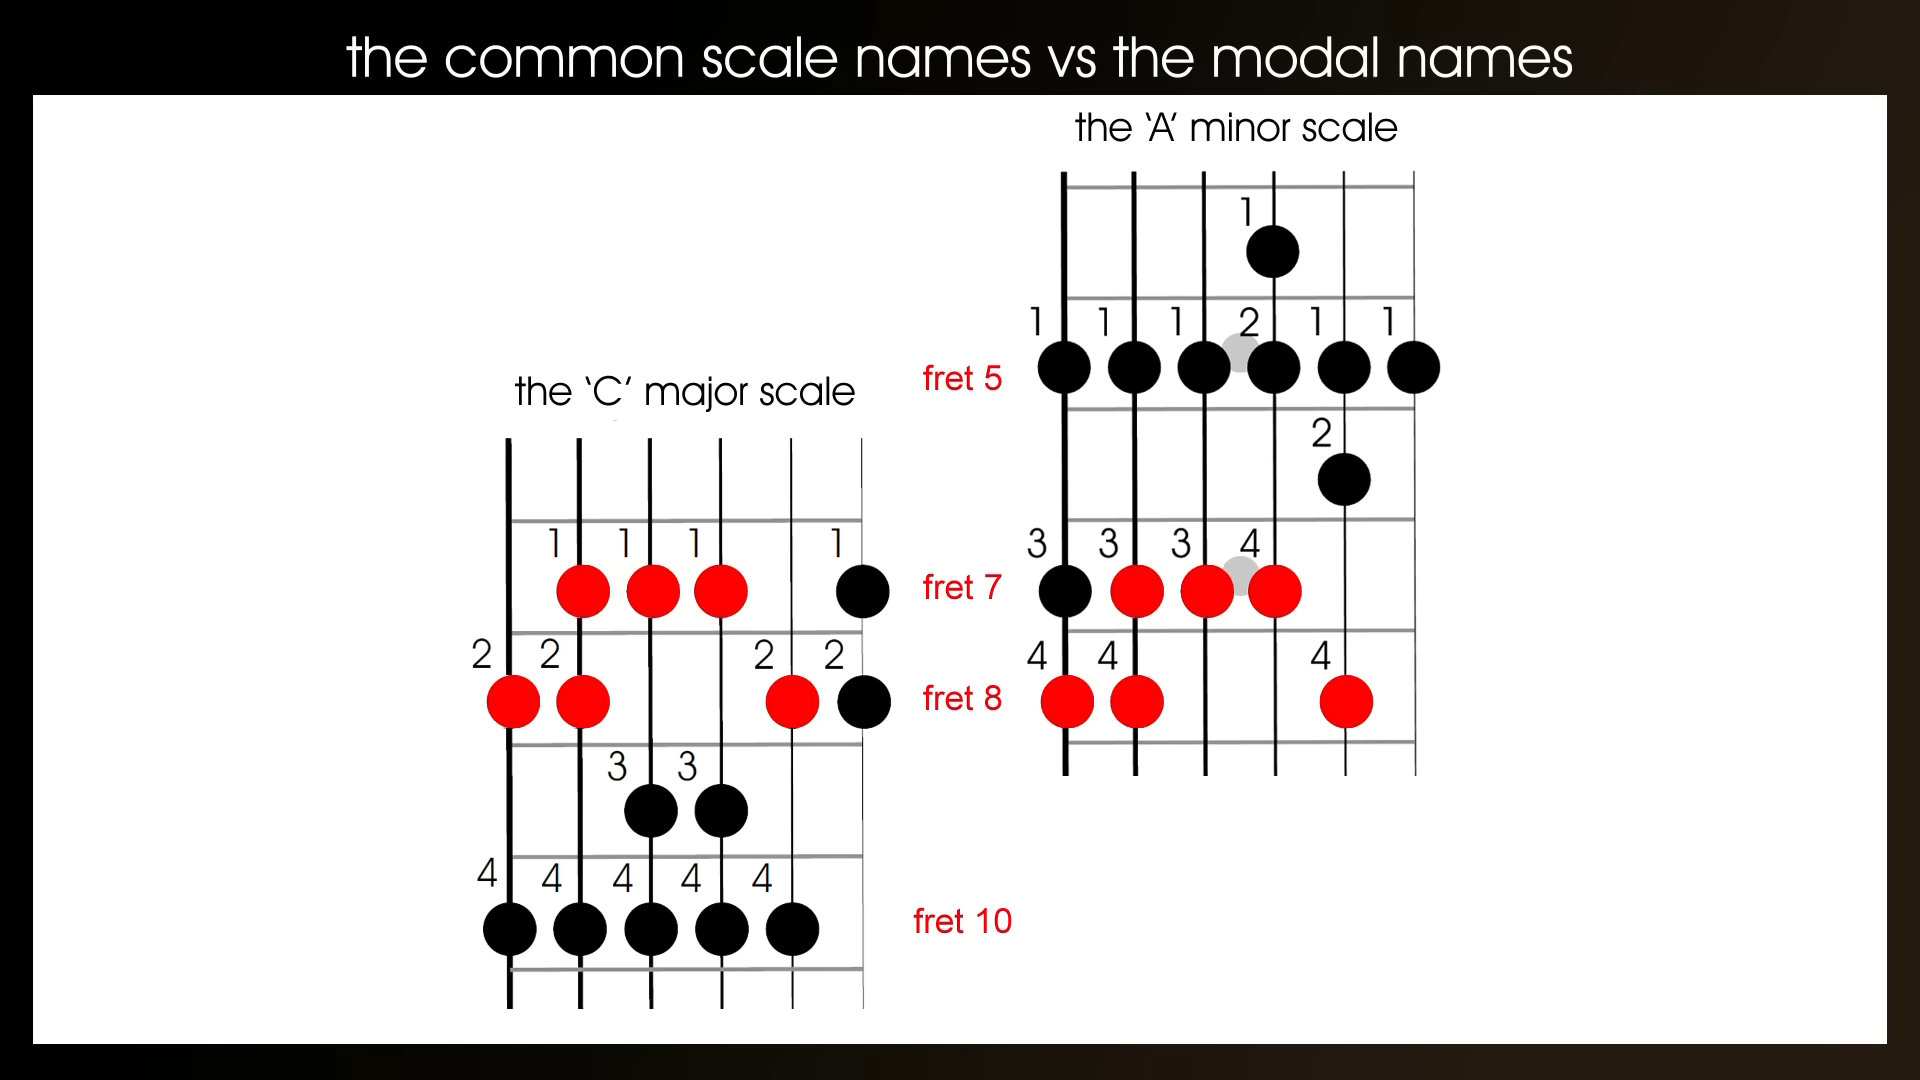 the common scale names vs the modal names
the ‘A’ minor scale
1
1 1 1 2 1 1
fret 5
the ‘C’ major scale
2
1 1 1 1
fret 7
3 3 3 4
2 2 2 2
fret 8
4 4 4
3 3
4 4 4 4 4
fret 10